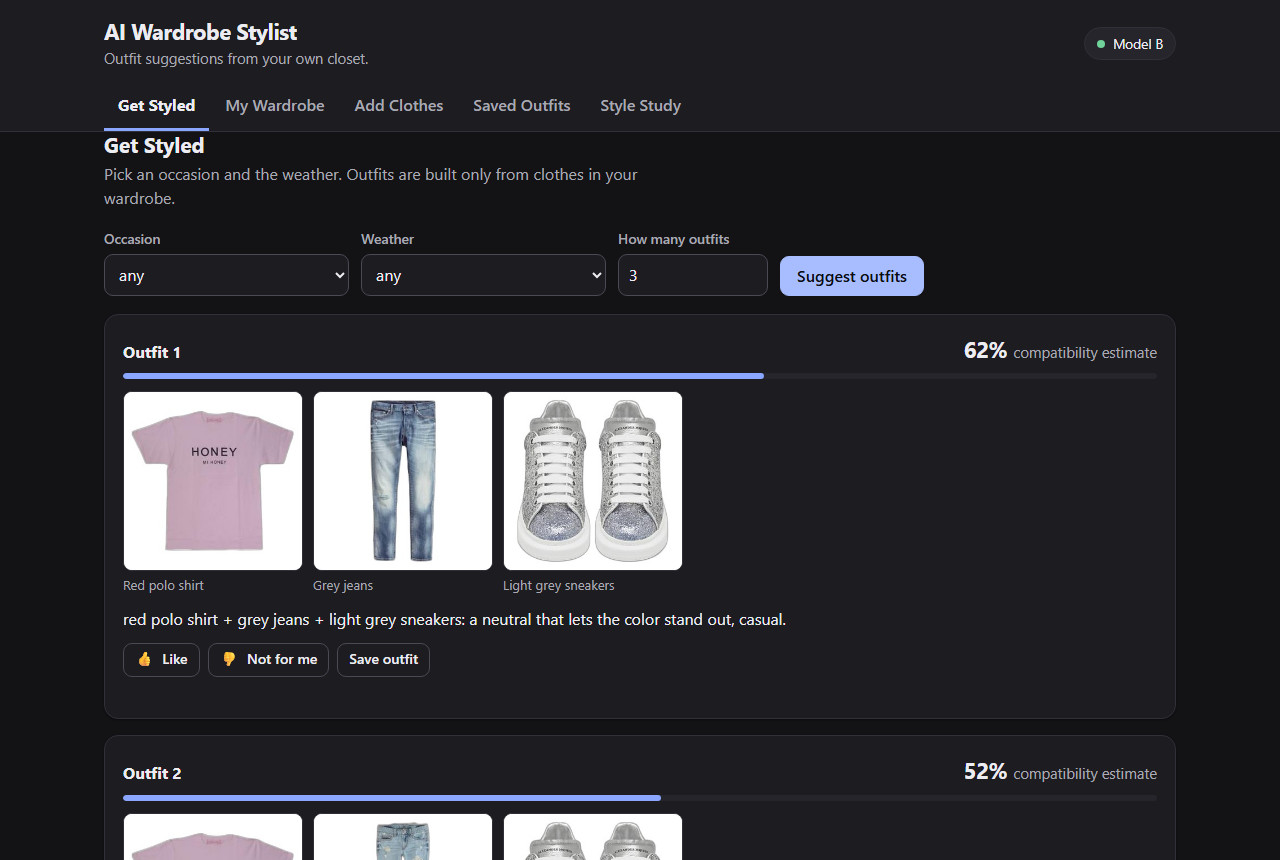 AI Wardrobe Stylist
Outfit suggestions from your own closet.
Model B
Get Styled
My Wardrobe
Add Clothes
Saved Outfits
Style Study
Get Styled
Pick an occasion and the weather. Outfits are built only from clothes in your
wardrobe.
Occasion
Weather
How many outfits
any
any
3
Suggest outfits
Outfit 1
62% compatibility estimate
HONEY
MI HONEY
Red polo shirt
Grey jeans
Light grey sneakers
red polo shirt + grey jeans + light grey sneakers: a neutral that lets the color stand out, casual.
Like
Not for me
Save outfit
Outfit 2
52% compatibility estimate